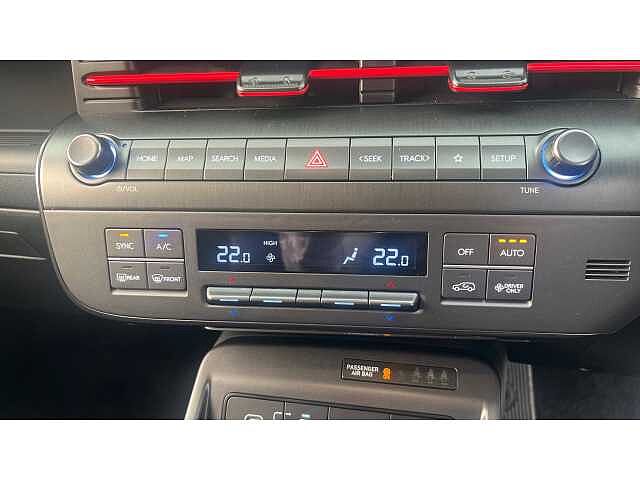 HOME MAP SEARCH MEDIA <SEEK TRACK> SETUP
⏻/VOL TUNE
SYNC A/C 22.0 HIGH 22.0 OFF AUTO
REAR FRONT DRIVER ONLY
PASSENGER
AIR BAG